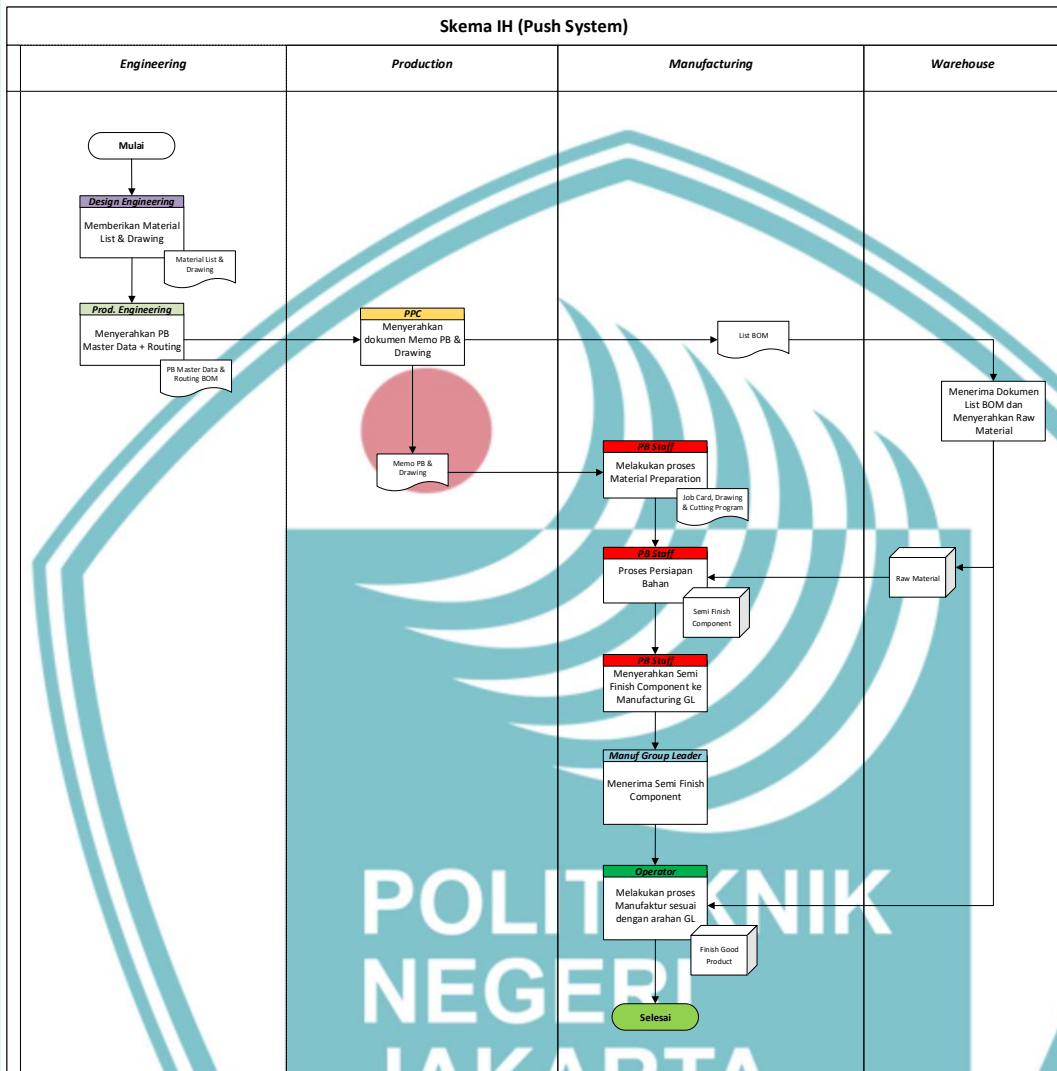 Skema IH (Push System)
Engineering
Production
Manufacturing
Warehouse
Mulai
Design Engineering
Memberikan Material
List & Drawing
Material List &
Drawing
Prod. Engineering
Menyerahkan PB
Master Data + Routing
PB Master Data &
Routing BOM
PPC
Menyerahkan
dokumen Memo PB &
Drawing
List BOM
Menerima Dokumen
List BOM dan
Menyerahkan Raw
Material
Memo PB &
Drawing
PB Staff
Melakukan proses
Material Preparation
Job Card, Drawing
& Cutting Program
PB Staff
Proses Persiapan
Bahan
Raw Material
Semi Finish
Component
PB Staff
Menyerahkan Semi
Finish Component ke
Manufacturing GL
Manuf Group Leader
Menerima Semi Finish
Component
Operator
Melakukan proses
Manufaktur sesuai
dengan arahan GL
Finish Good
Product
Selesai
POLITEKNIK
NEGERI
JAKARTA